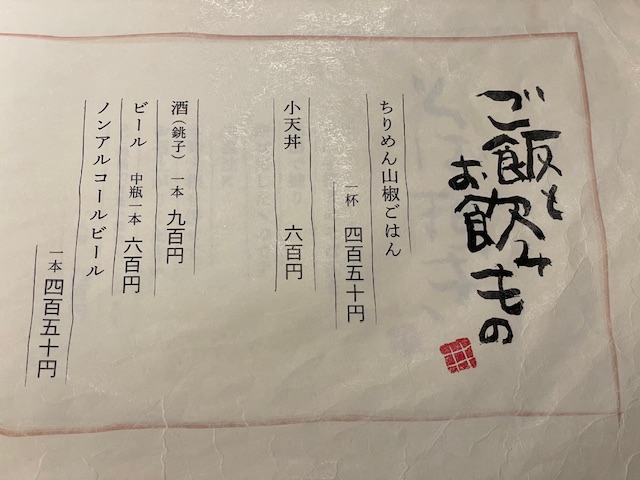 ご飯と
お飲みもの
ちりめん山椒ごはん
一杯 四百五十円
小天丼 六百円
酒（銚子） 一本 九百円
ビール 中瓶一本 六百円
ノンアルコールビール
一本 四百五十円